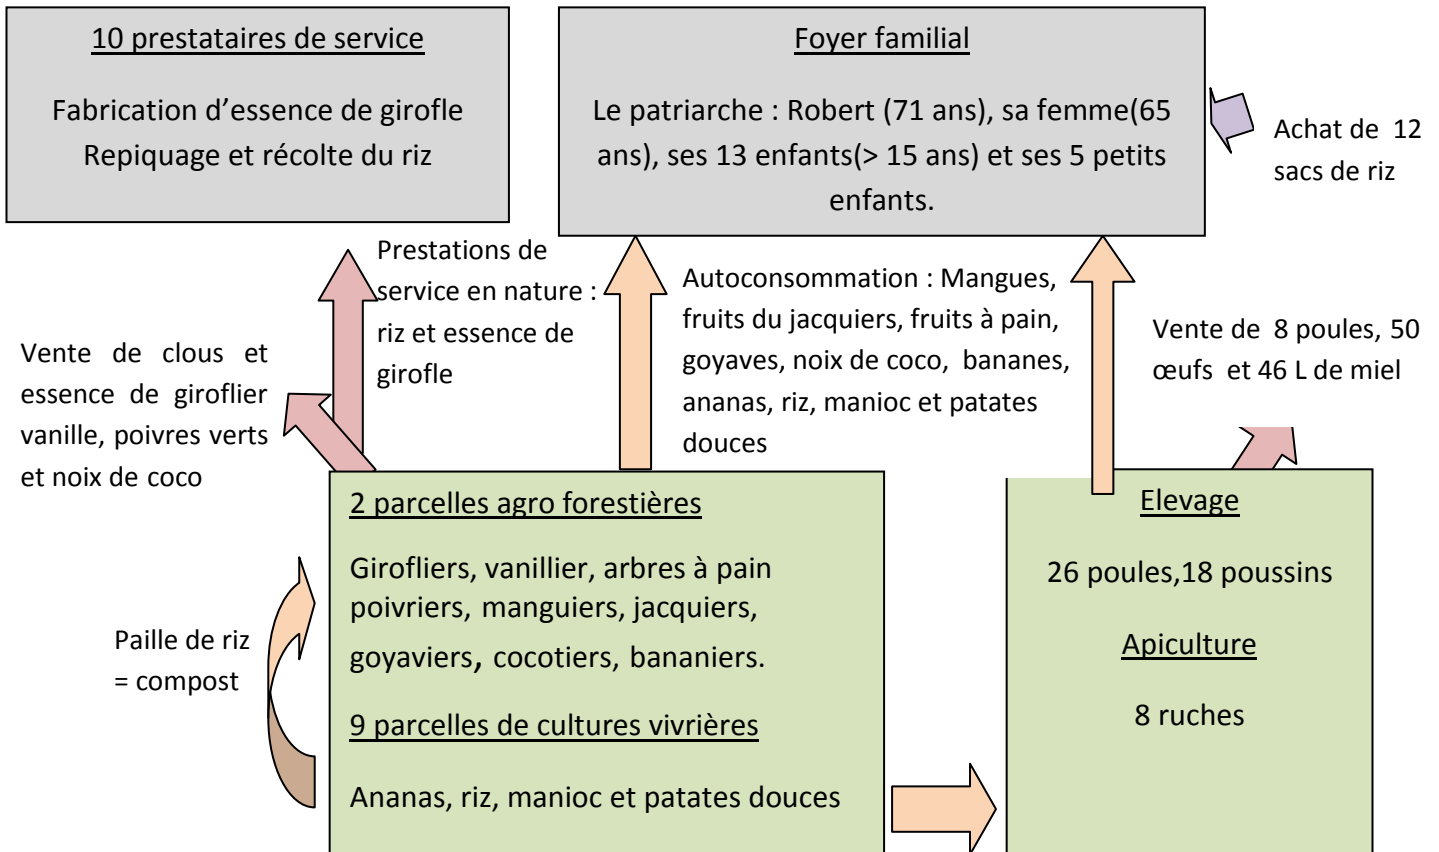 10 prestataires de service
Fabrication d’essence de girofle
Repiquage et récolte du riz
Foyer familial
Le patriarche : Robert (71 ans), sa femme(65
ans), ses 13 enfants(> 15 ans) et ses 5 petits
enfants.
Achat de 12
sacs de riz
Prestations de
service en nature :
riz et essence de
girofle
Autoconsommation : Mangues,
fruits du jacquiers, fruits à pain,
goyaves, noix de coco, bananes,
ananas, riz, manioc et patates
douces
Vente de 8 poules, 50
œufs et 46 L de miel
Vente de clous et
essence de giroflier
vanille, poivres verts
et noix de coco
2 parcelles agro forestières
Girofliers, vanillier, arbres à pain
poivriers, manguiers, jacquiers,
goyaviers, cocotiers, bananiers.
9 parcelles de cultures vivrières
Ananas, riz, manioc et patates douces
Elevage
26 poules,18 poussins
Apiculture
8 ruches
Paille de riz
= compost